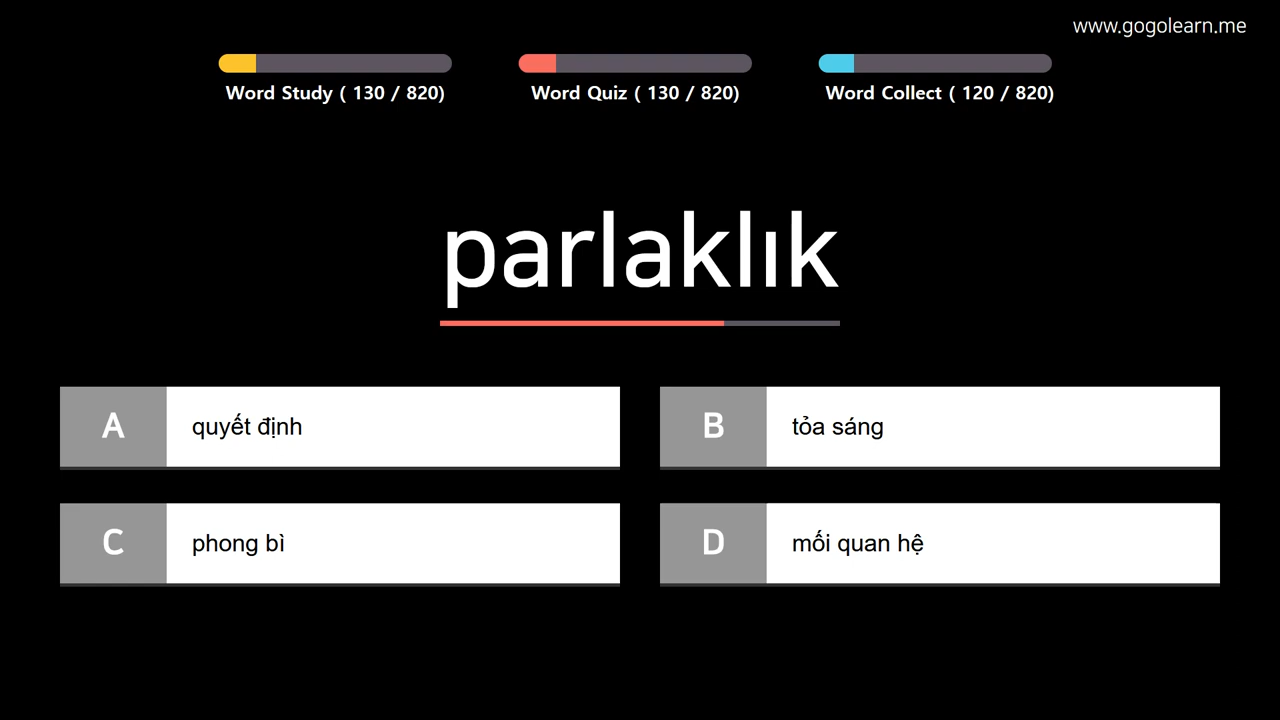 www.gogolearn.me
Word Study ( 130 / 820)
Word Quiz ( 130 / 820)
Word Collect ( 120 / 820)
parlaklık
A quyết định
B tỏa sáng
C phong bì
D mối quan hệ